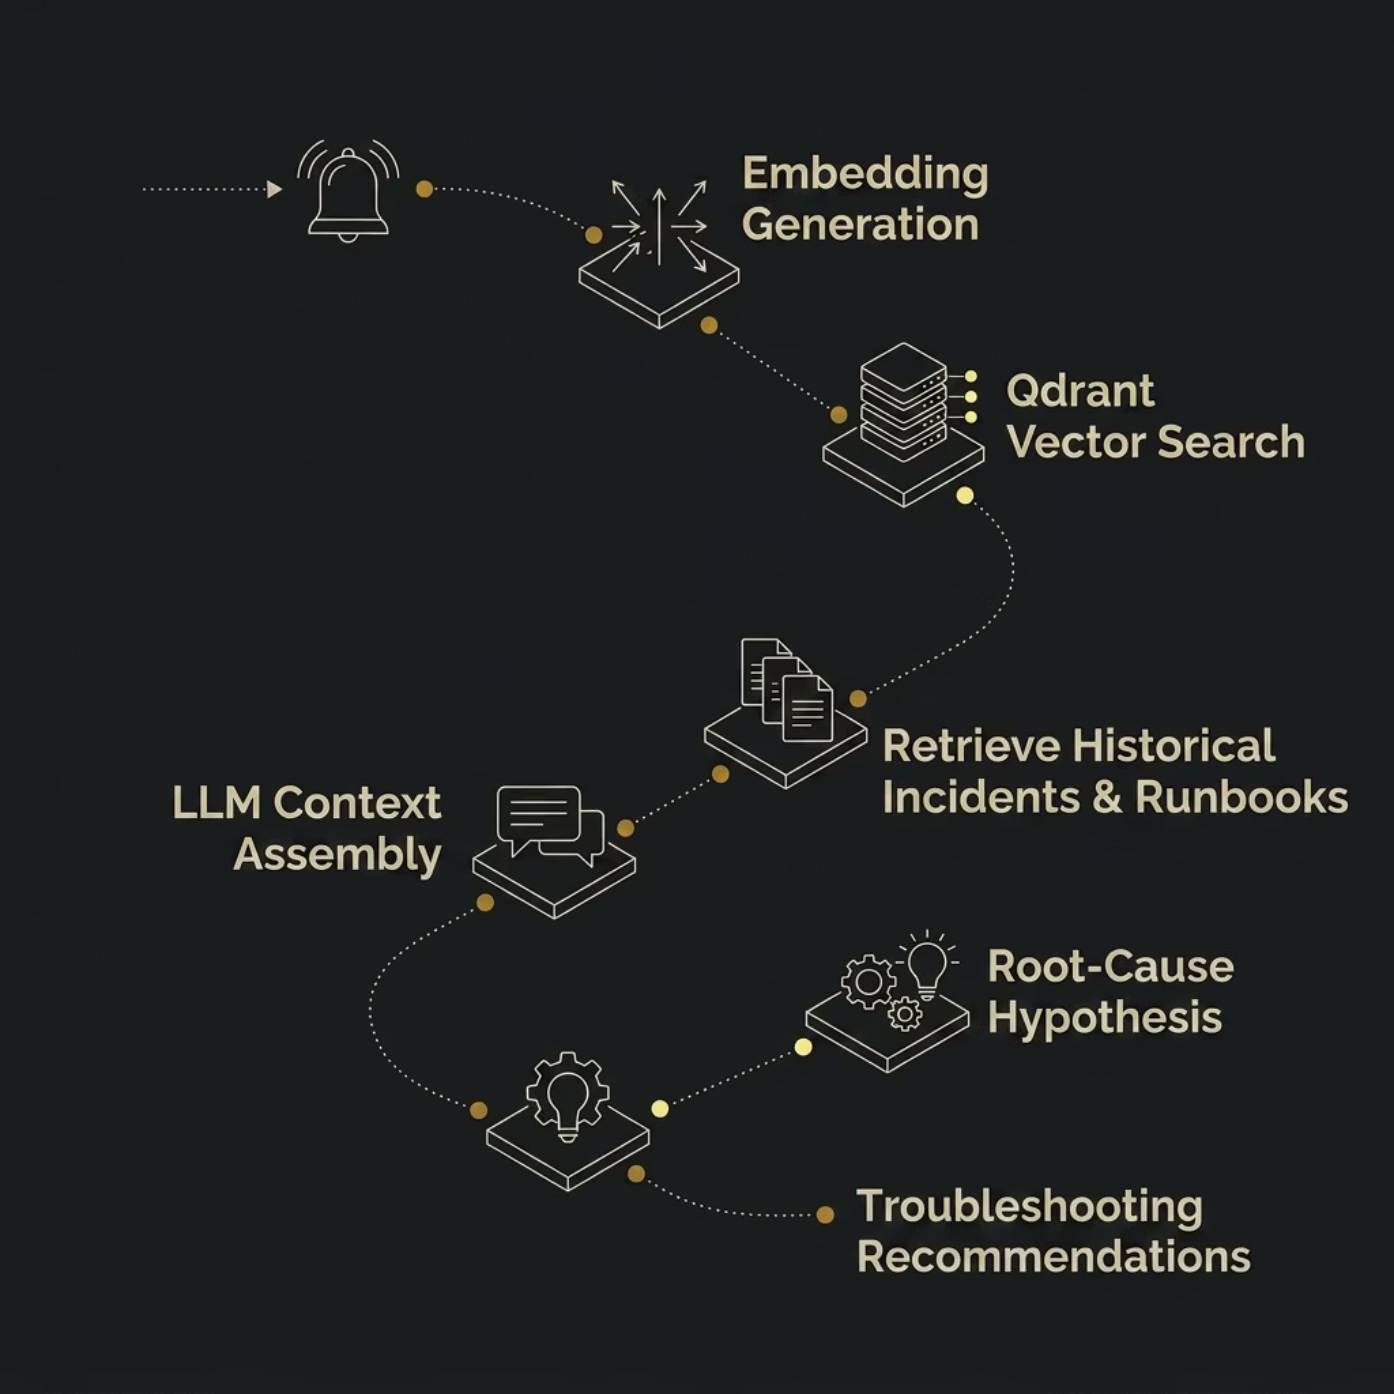 Embedding
Generation
Qdrant
Vector Search
Retrieve Historical
Incidents & Runbooks
LLM Context
Assembly
Root-Cause
Hypothesis
Troubleshooting
Recommendations